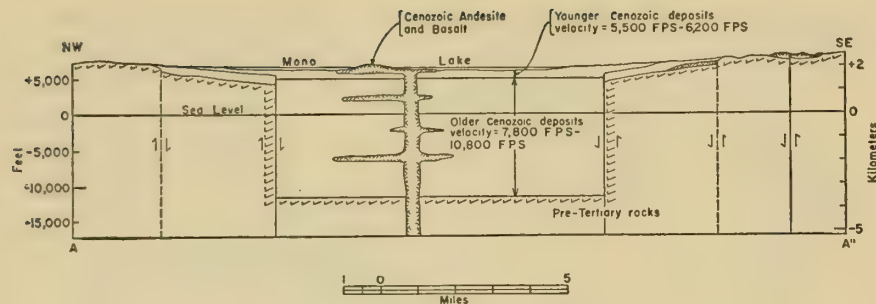 Cenozoic Andesite
and Basalt
Younger Cenozoic deposits
velocity = 5,500 FPS-6,200 FPS
NW
Mono Lake
SE
+5,000
0
-5,000
-10,000
-15,000
Feet
Sea Level
Older Cenozoic deposits
velocity = 7,800 FPS-
10,800 FPS
Pre-Tertiary rocks
+2
0
-5
Kilometers
A
A"
1 0 5
Miles